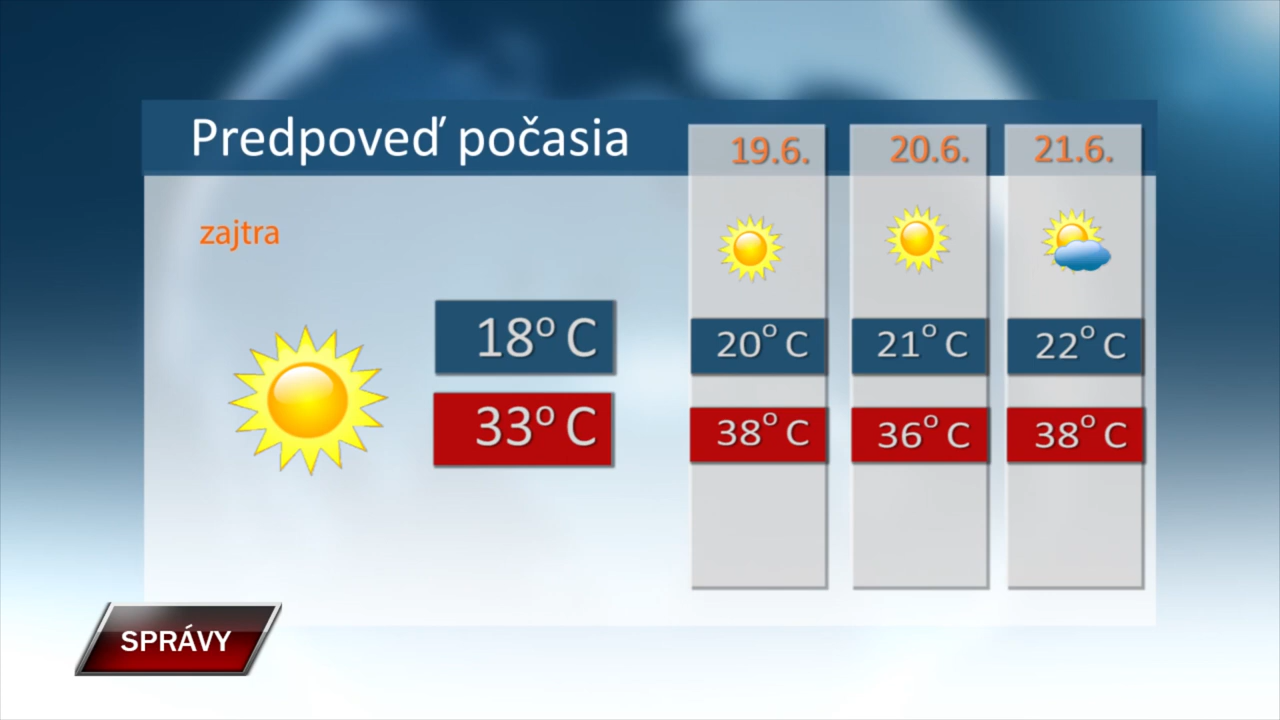 Predpoveď počasia
zajtra
18° C
33° C
19.6.
20° C
38° C
20.6.
21° C
36° C
21.6.
22° C
38° C
SPRÁVY